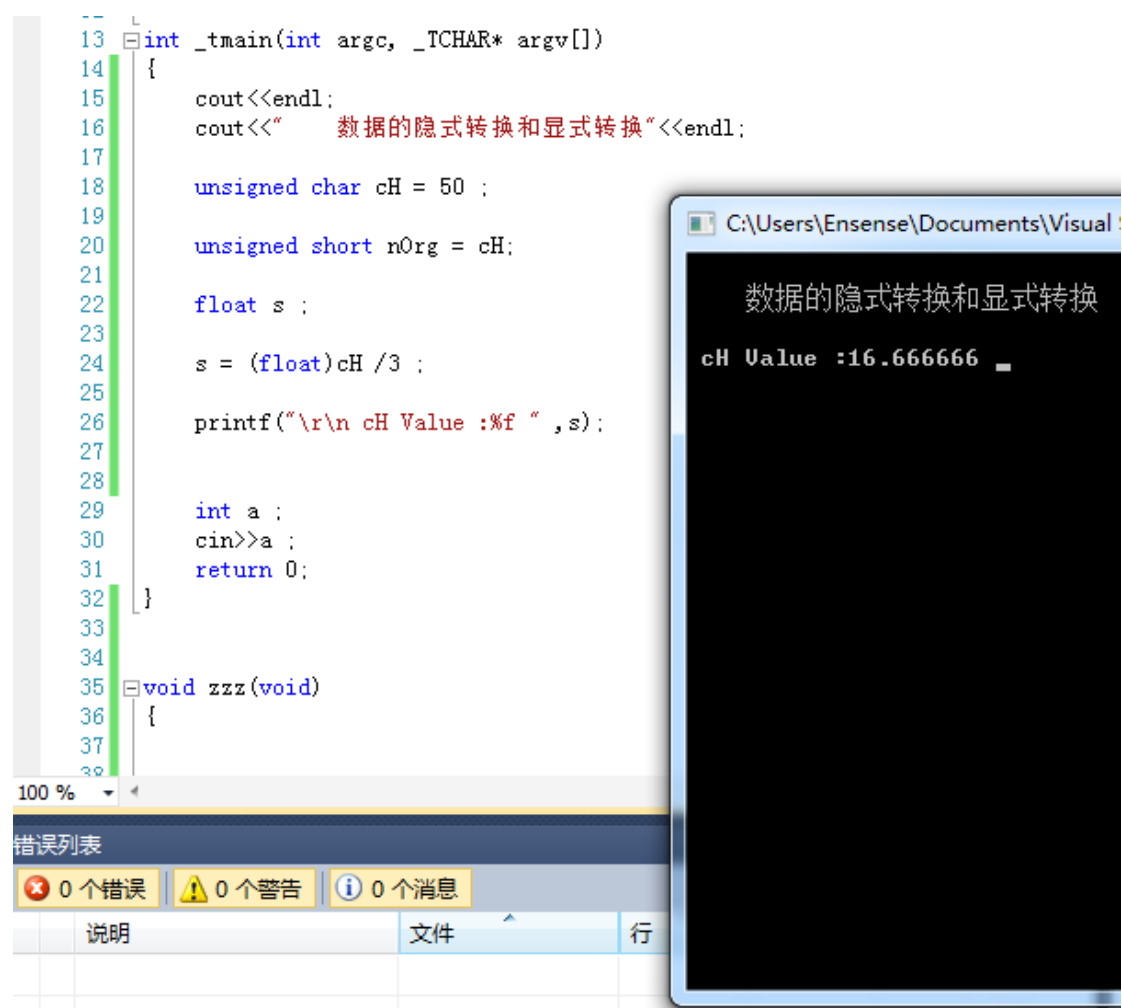 13 int _tmain(int argc, _TCHAR* argv[])
14 {
15 cout<<endl;
16 cout<<"    数据的隐式转换和显式转换"<<endl;
17
18 unsigned char cH = 50 ;
19
20 unsigned short nOrg = cH;
21
22 float s ;
23
24 s = (float)cH /3 ;
25
26 printf("\r\n cH Value :%f " ,s);
27
28
29 int a ;
30 cin>>a ;
31 return 0;
32 }
33
34
35 void zzz(void)
36 {
37
38
100 %
错误列表
0 个错误 0 个警告 0 个消息
说明 文件 行
C:\Users\Ensense\Documents\Visual
数据的隐式转换和显式转换
cH Value :16.666666 _